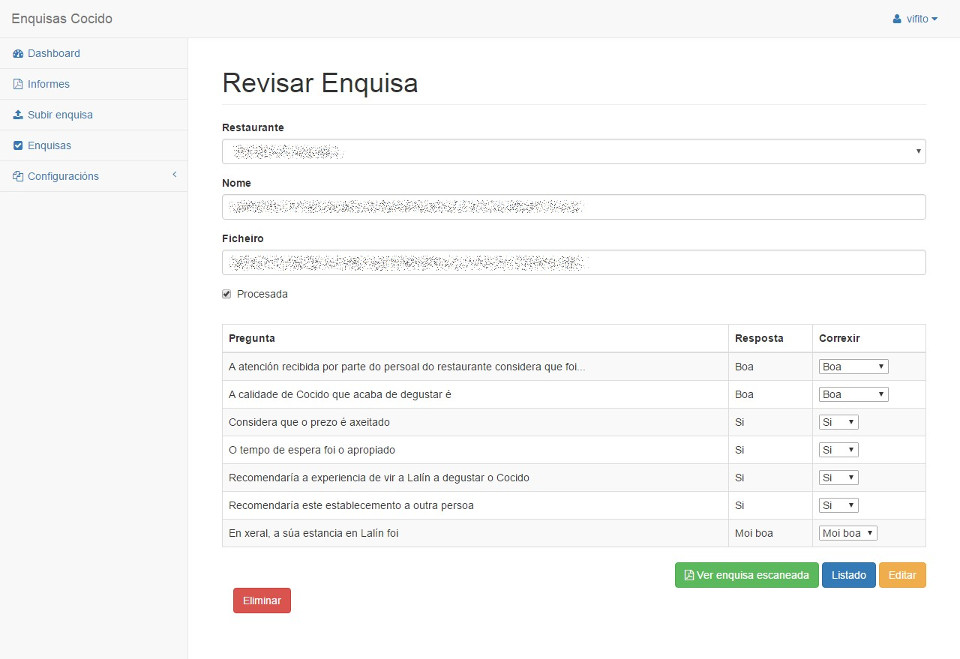 Enquisas Cocido
vifito
Dashboard
Informes
Subir enquisa
Enquisas
Configuracións
Revisar Enquisa
Restaurante
Nome
Ficheiro
Procesada
Pregunta Resposta Correxir
A atención recibida por parte do persoal do restaurante considera que foi... Boa Boa
A calidade de Cocido que acaba de degustar é Boa Boa
Considera que o prezo é axeitado Si Si
O tempo de espera foi o apropiado Si Si
Recomendaría a experiencia de vir a Lalín a degustar o Cocido Si Si
Recomendaría este establecemento a outra persoa Si Si
En xeral, a súa estancia en Lalín foi Moi boa Moi boa
Ver enquisa escaneada Listado Editar
Eliminar